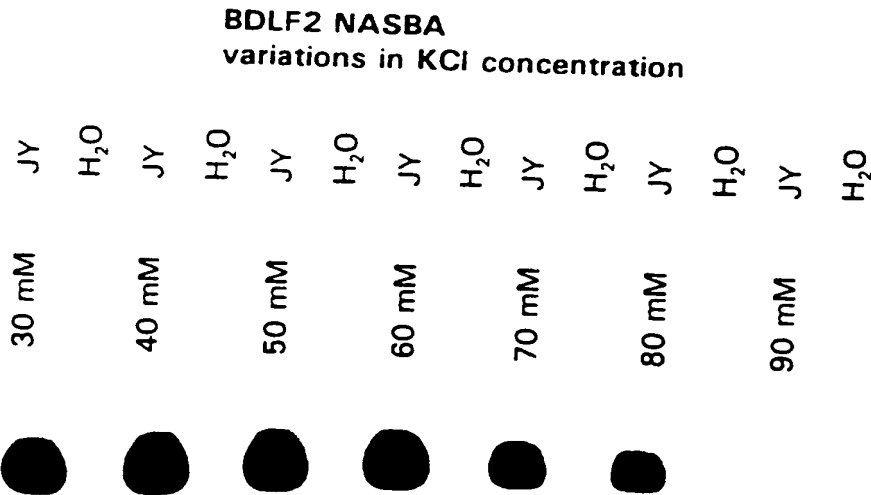 BDLF2 NASBA
variations in KCl concentration
JY H₂O JY H₂O JY H₂O JY H₂O JY H₂O JY H₂O JY H₂O
30 mM 40 mM 50 mM 60 mM 70 mM 80 mM 90 mM